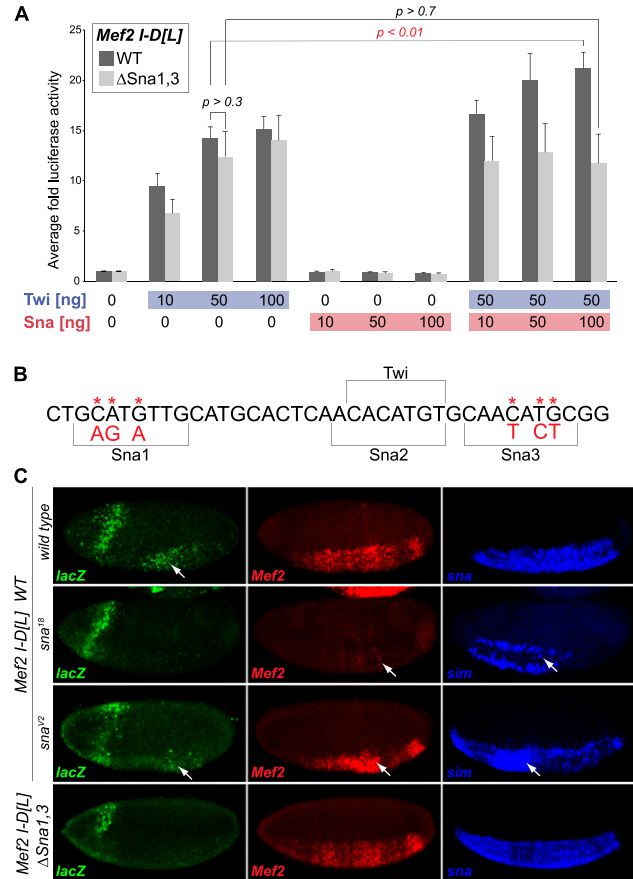 A
Mef2 I-D[L]
WT
ΔSna1,3
p > 0.7
p < 0.01
p > 0.3
Average fold luciferase activity
25
20
15
10
5
0
Twi [ng] 0 10 50 100 0 0 0 50 50 50
Sna [ng] 0 0 0 0 10 50 100 10 50 100
B
Twi
* * * * * *
CTGCATGTTGCATGCACTCAACACATGTGCAACATGCGG
AG A T CT
Sna1 Sna2 Sna3
C
Mef2 I-D[L] WT
wild type
lacZ Mef2 sna
sna18
lacZ Mef2 sim
snaV2
lacZ Mef2 sim
Mef2 I-D[L]
ΔSna1,3
lacZ Mef2 sna